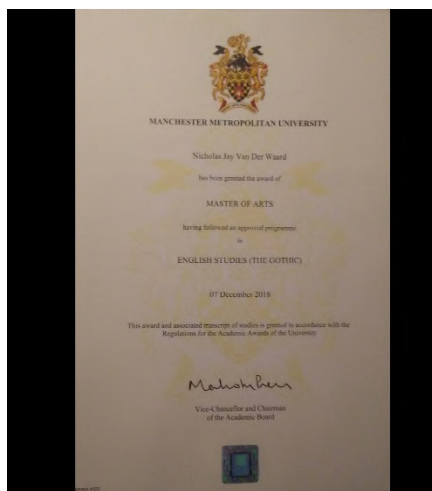 MANCHESTER METROPOLITAN UNIVERSITY
Nicholas Jay Van Der Waard
has been granted the award of
MASTER OF ARTS
having followed an approved programme
in
ENGLISH STUDIES (THE GOTHIC)
07 December 2018
This award and associated transcript of studies is granted in accordance with the
Regulations for the Academic Awards of the University
Vice-Chancellor and Chairman
of the Academic Board